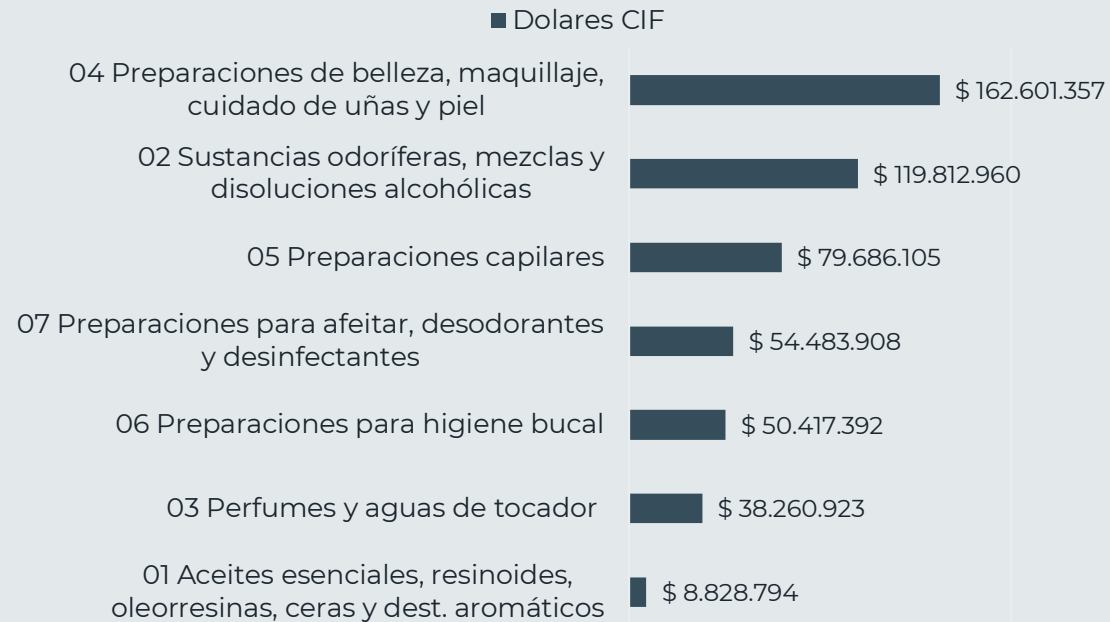 Dolares CIF
04 Preparaciones de belleza, maquillaje,
cuidado de uñas y piel
$ 162.601.357
02 Sustancias odoríferas, mezclas y
disoluciones alcohólicas
$ 119.812.960
05 Preparaciones capilares
$ 79.686.105
07 Preparaciones para afeitar, desodorantes
y desinfectantes
$ 54.483.908
06 Preparaciones para higiene bucal
$ 50.417.392
03 Perfumes y aguas de tocador
$ 38.260.923
01 Aceites esenciales, resinoides,
oleorresinas, ceras y dest. aromáticos
$ 8.828.794